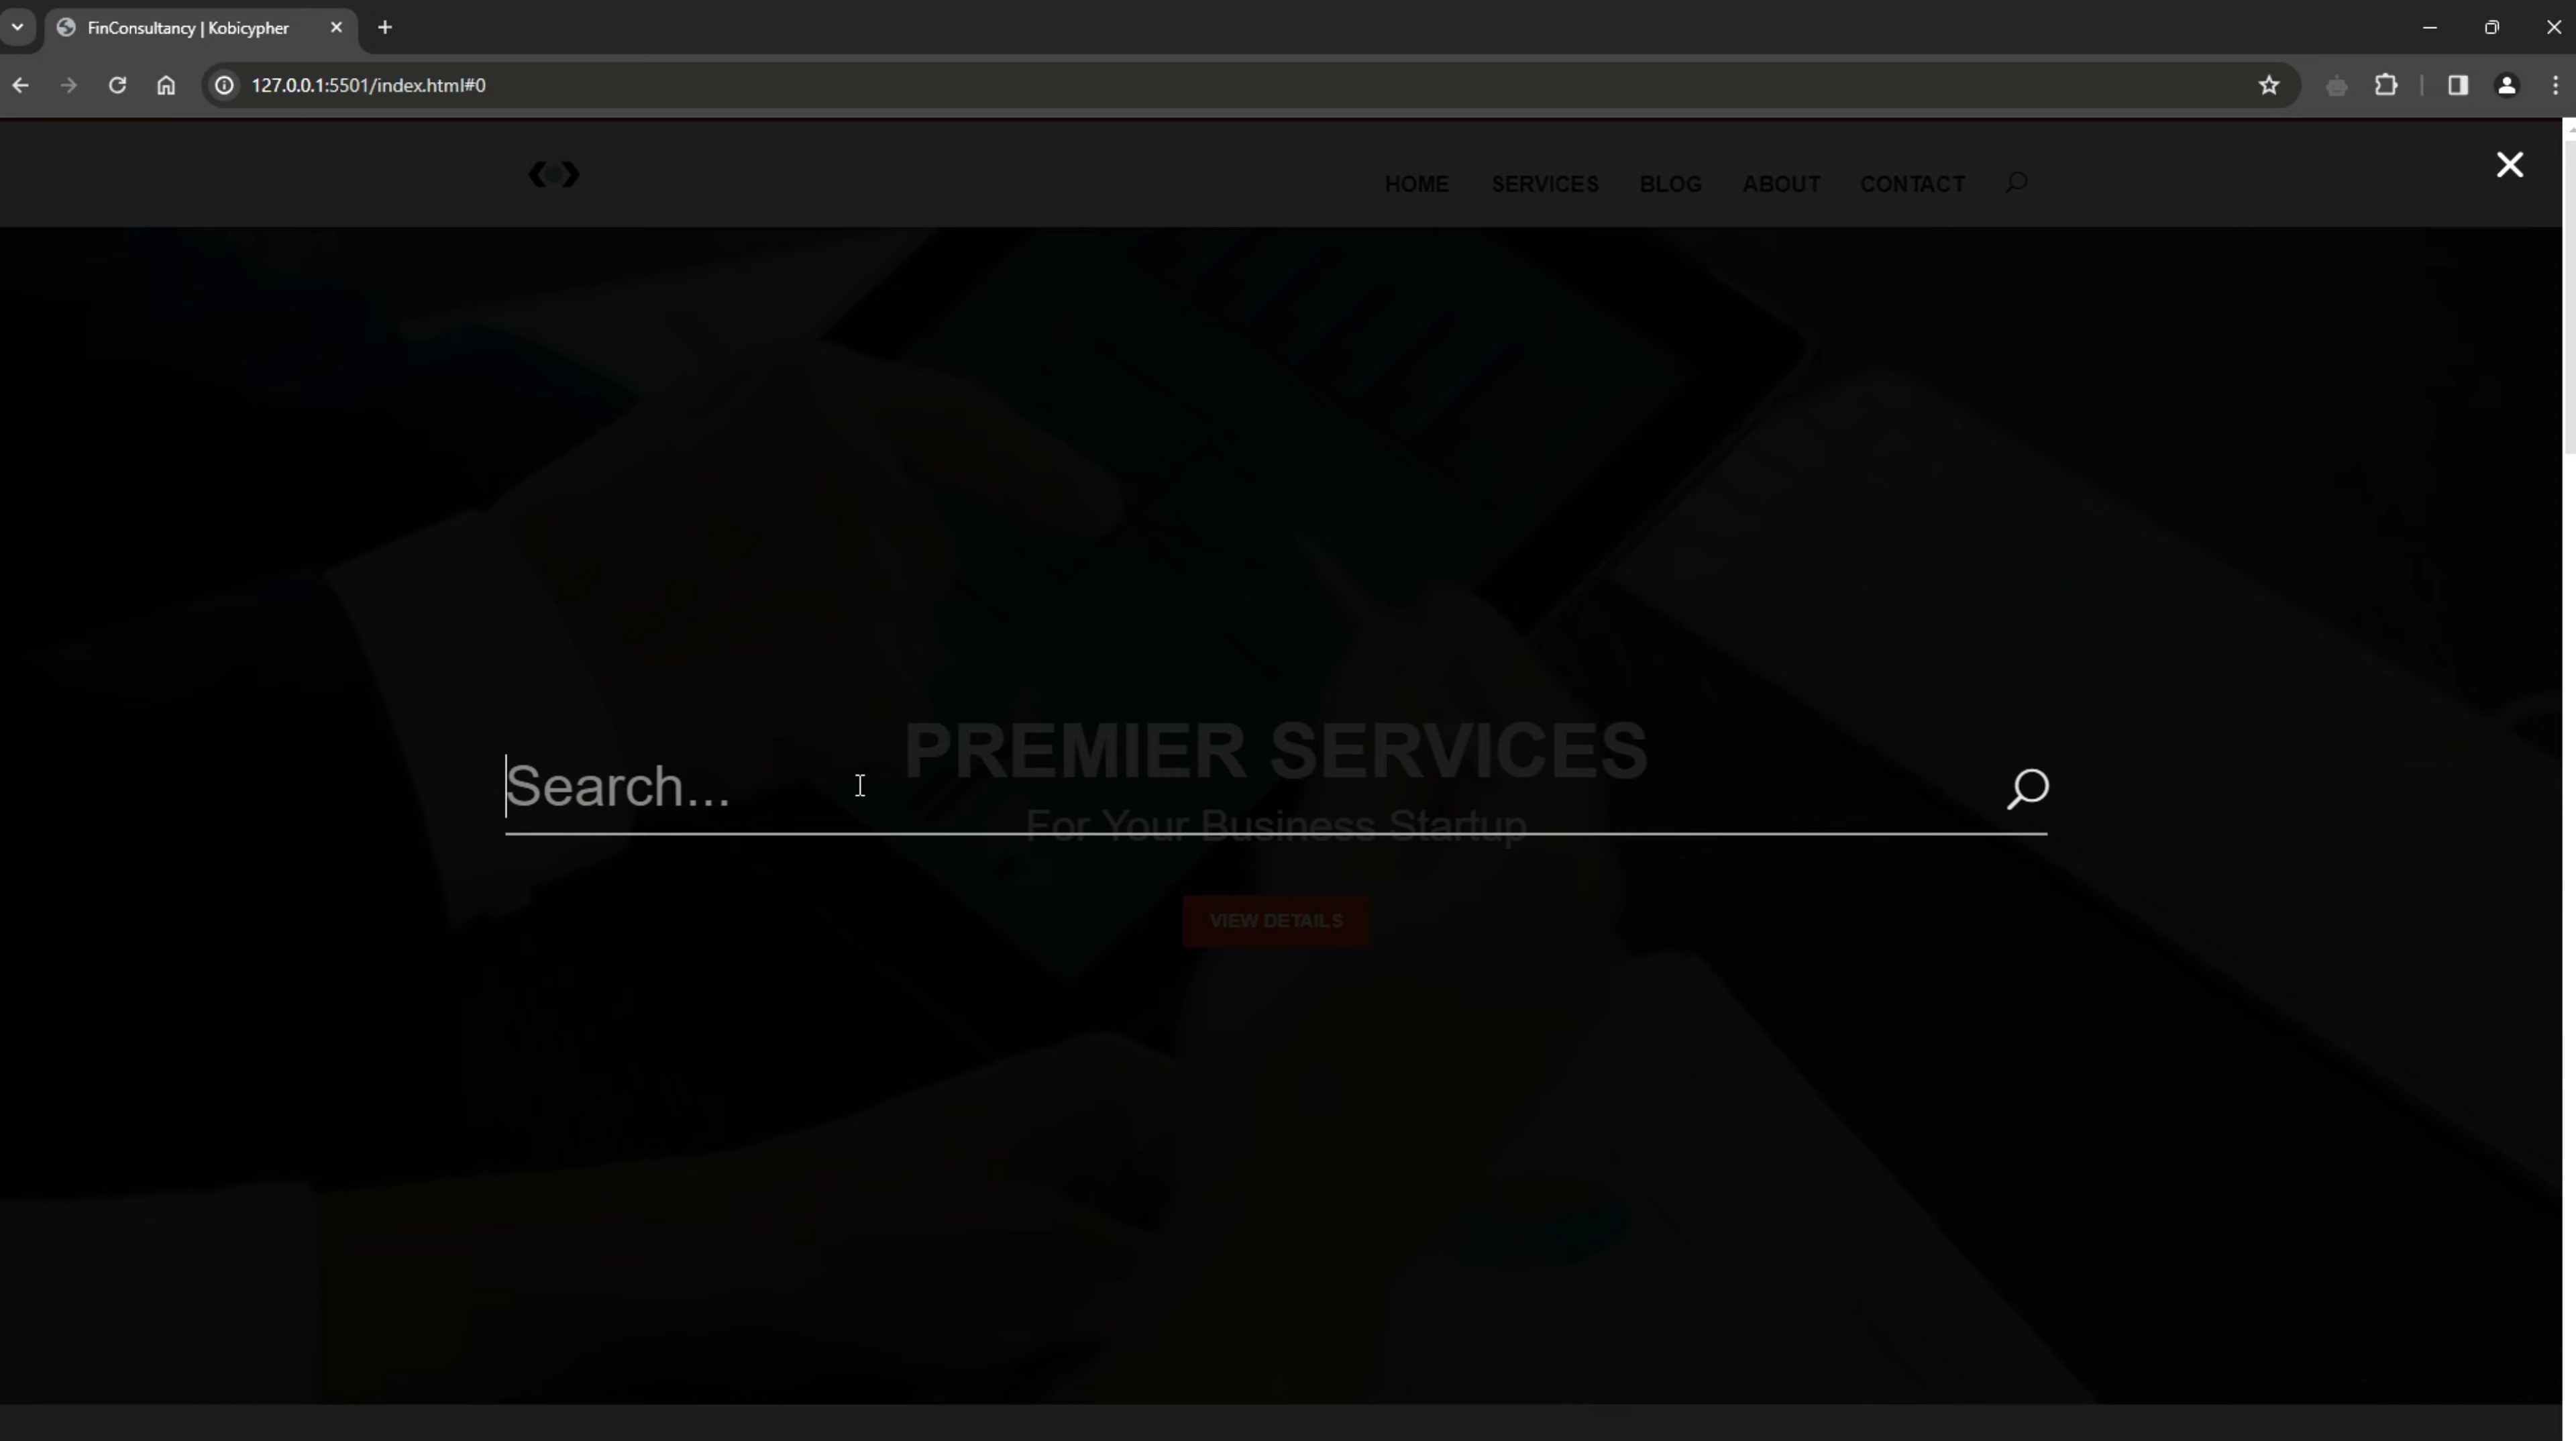 FinConsultancy | Kobicypher
127.0.0.1:5501/index.html#0
HOME SERVICES BLOG ABOUT CONTACT
PREMIER SERVICES
Search...
For Your Business Startup
VIEW DETAILS